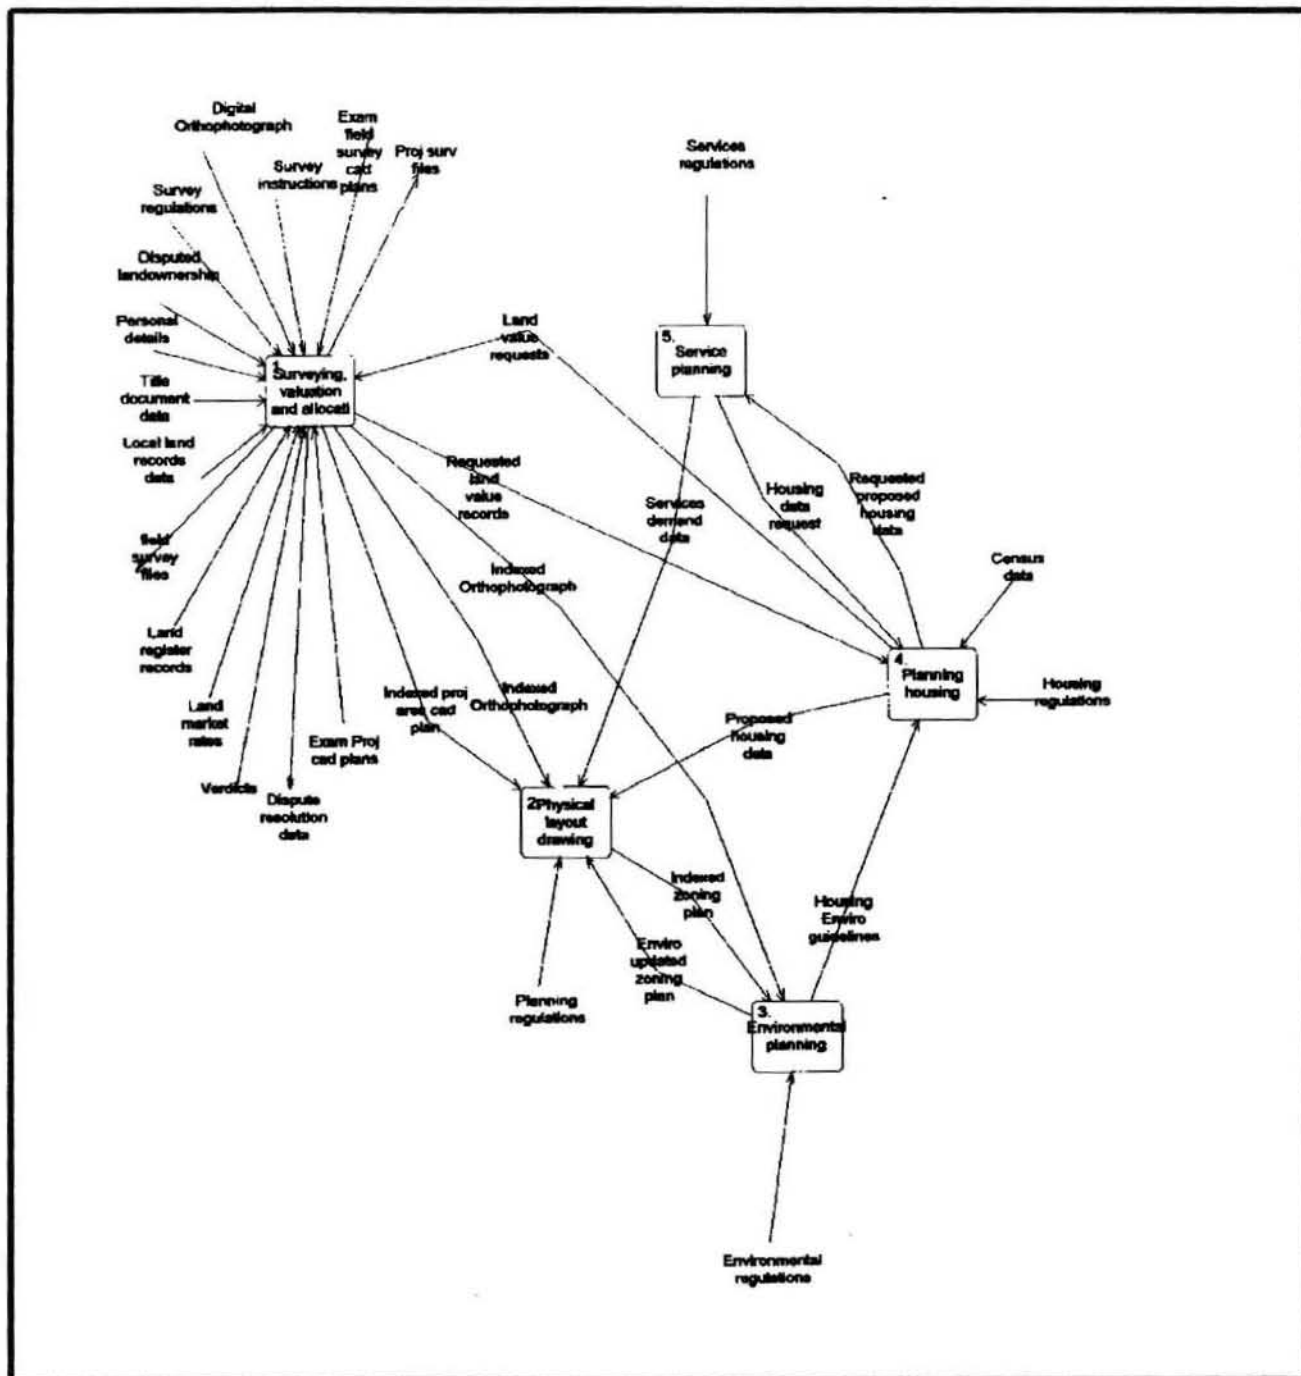 Digital
Orthophotograph
Exam
field
survey
cad
plans
Proj surv
files
Survey
instructions
Survey
regulations
Disputed
landownership
Personal
details
Title
document
data
Local land
records
data
field
survey
files
Land
register
records
Land
market
rates
Verdicts
Dispute
resolution
data
Exam Proj
cad plans
1.
Surveying,
valuation
and allocati
Land
value
requests
Services
regulations
5.
Service
planning
Requested
land
value
records
Services
demand
data
Housing
data
request
Requested
proposed
housing
data
Census
data
Indexed
Orthophotograph
4.
Planning
housing
Housing
regulations
Indexed proj
area cad
plan
Indexed
Orthophotograph
Proposed
housing
data
2.
Physical
layout
drawing
Indexed
zoning
plan
Housing
Enviro
guidelines
Enviro
updated
zoning
plan
Planning
regulations
3.
Environmental
planning
Environmental
regulations